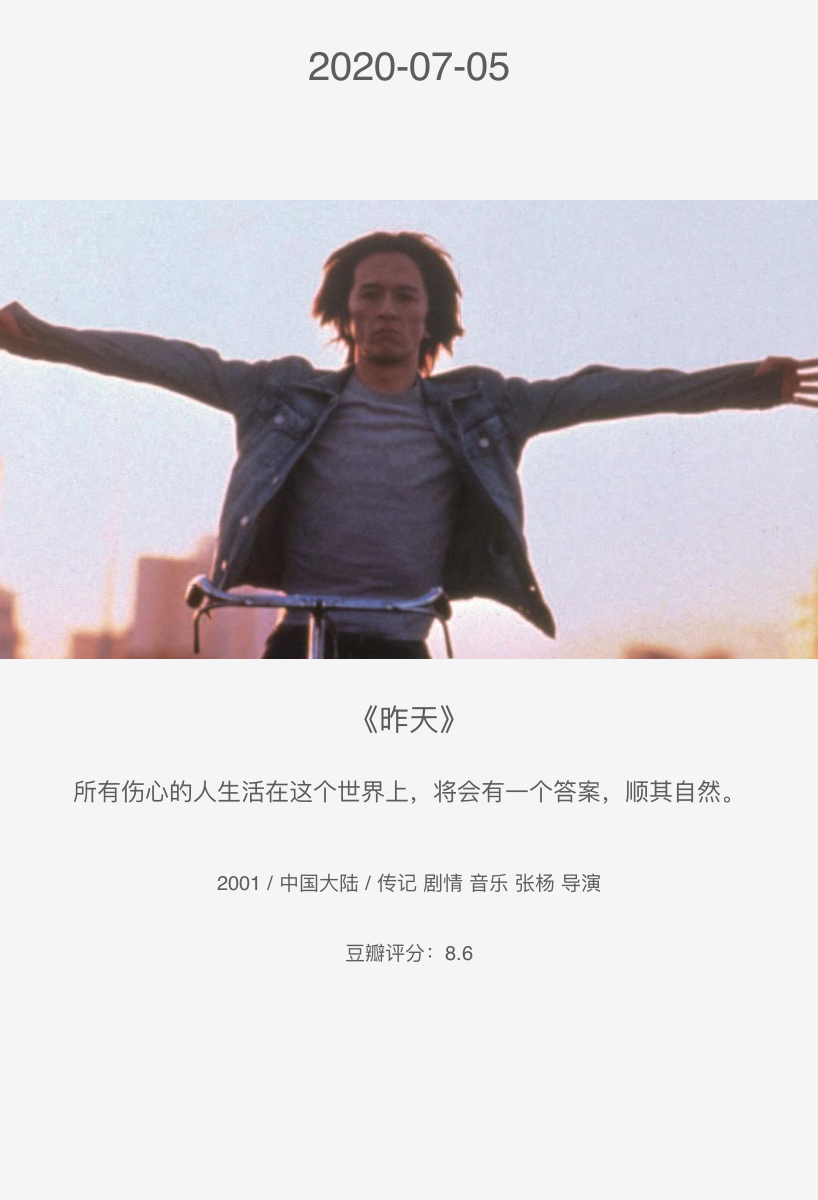 2020-07-05
《昨天》
所有伤心的人生活在这个世界上，将会有一个答案，顺其自然。
2001 / 中国大陆 / 传记 剧情 音乐 张杨 导演
豆瓣评分：8.6